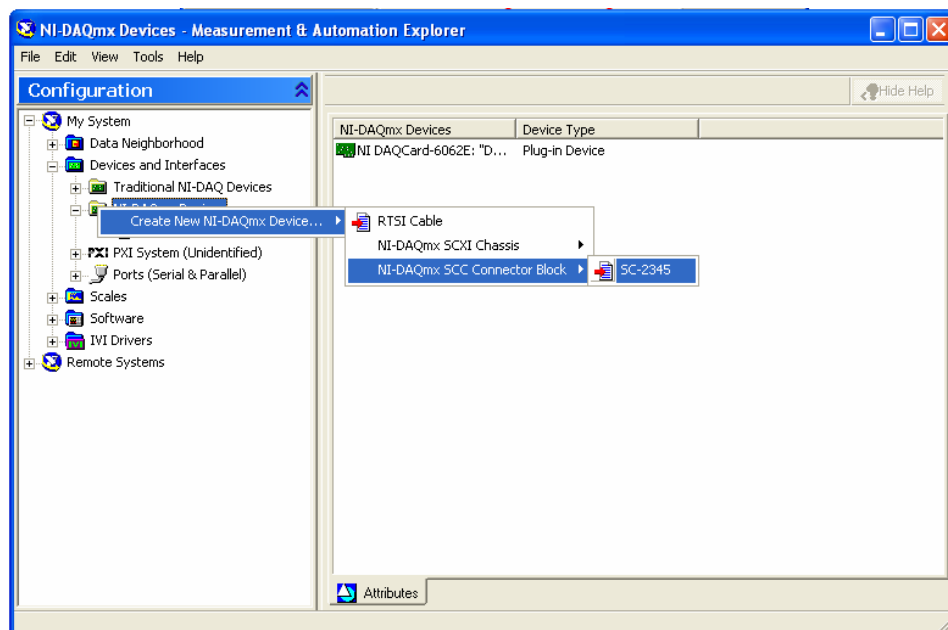 NI-DAQmx Devices - Measurement & Automation Explorer
File Edit View Tools Help
Configuration
Hide Help
My System
Data Neighborhood
Devices and Interfaces
Traditional NI-DAQ Devices
Create New NI-DAQmx Device...
PXI PXI System (Unidentified)
Ports (Serial & Parallel)
Scales
Software
IVI Drivers
Remote Systems
NI-DAQmx Devices Device Type
NI DAQCard-6062E: "D... Plug-in Device
RTSI Cable
NI-DAQmx SCXI Chassis
NI-DAQmx SCC Connector Block SC-2345
Attributes